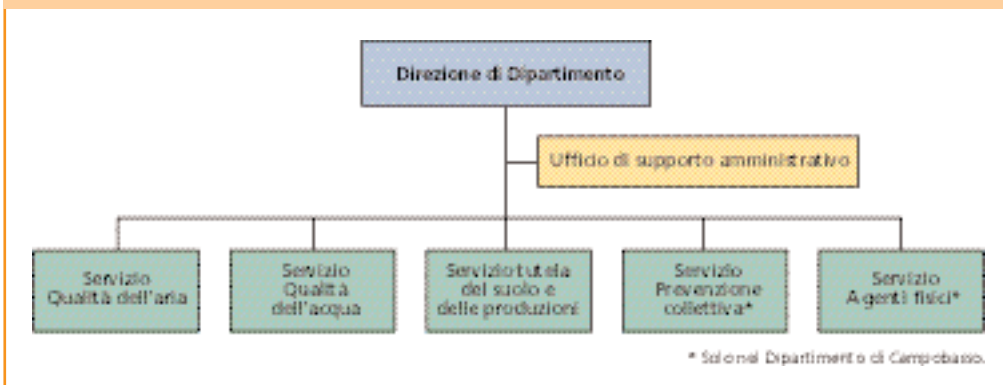 Direzione di Dipartimento
Ufficio di supporto amministrativo
Servizio
Qualità dell'aria
Servizio
Qualità
dell'acqua
Servizio tutela
del suolo e
delle produzioni
Servizio
Prevenzione
collettiva*
Servizio
Agenti fisici*
* Solo nel Dipartimento di Campobasso.